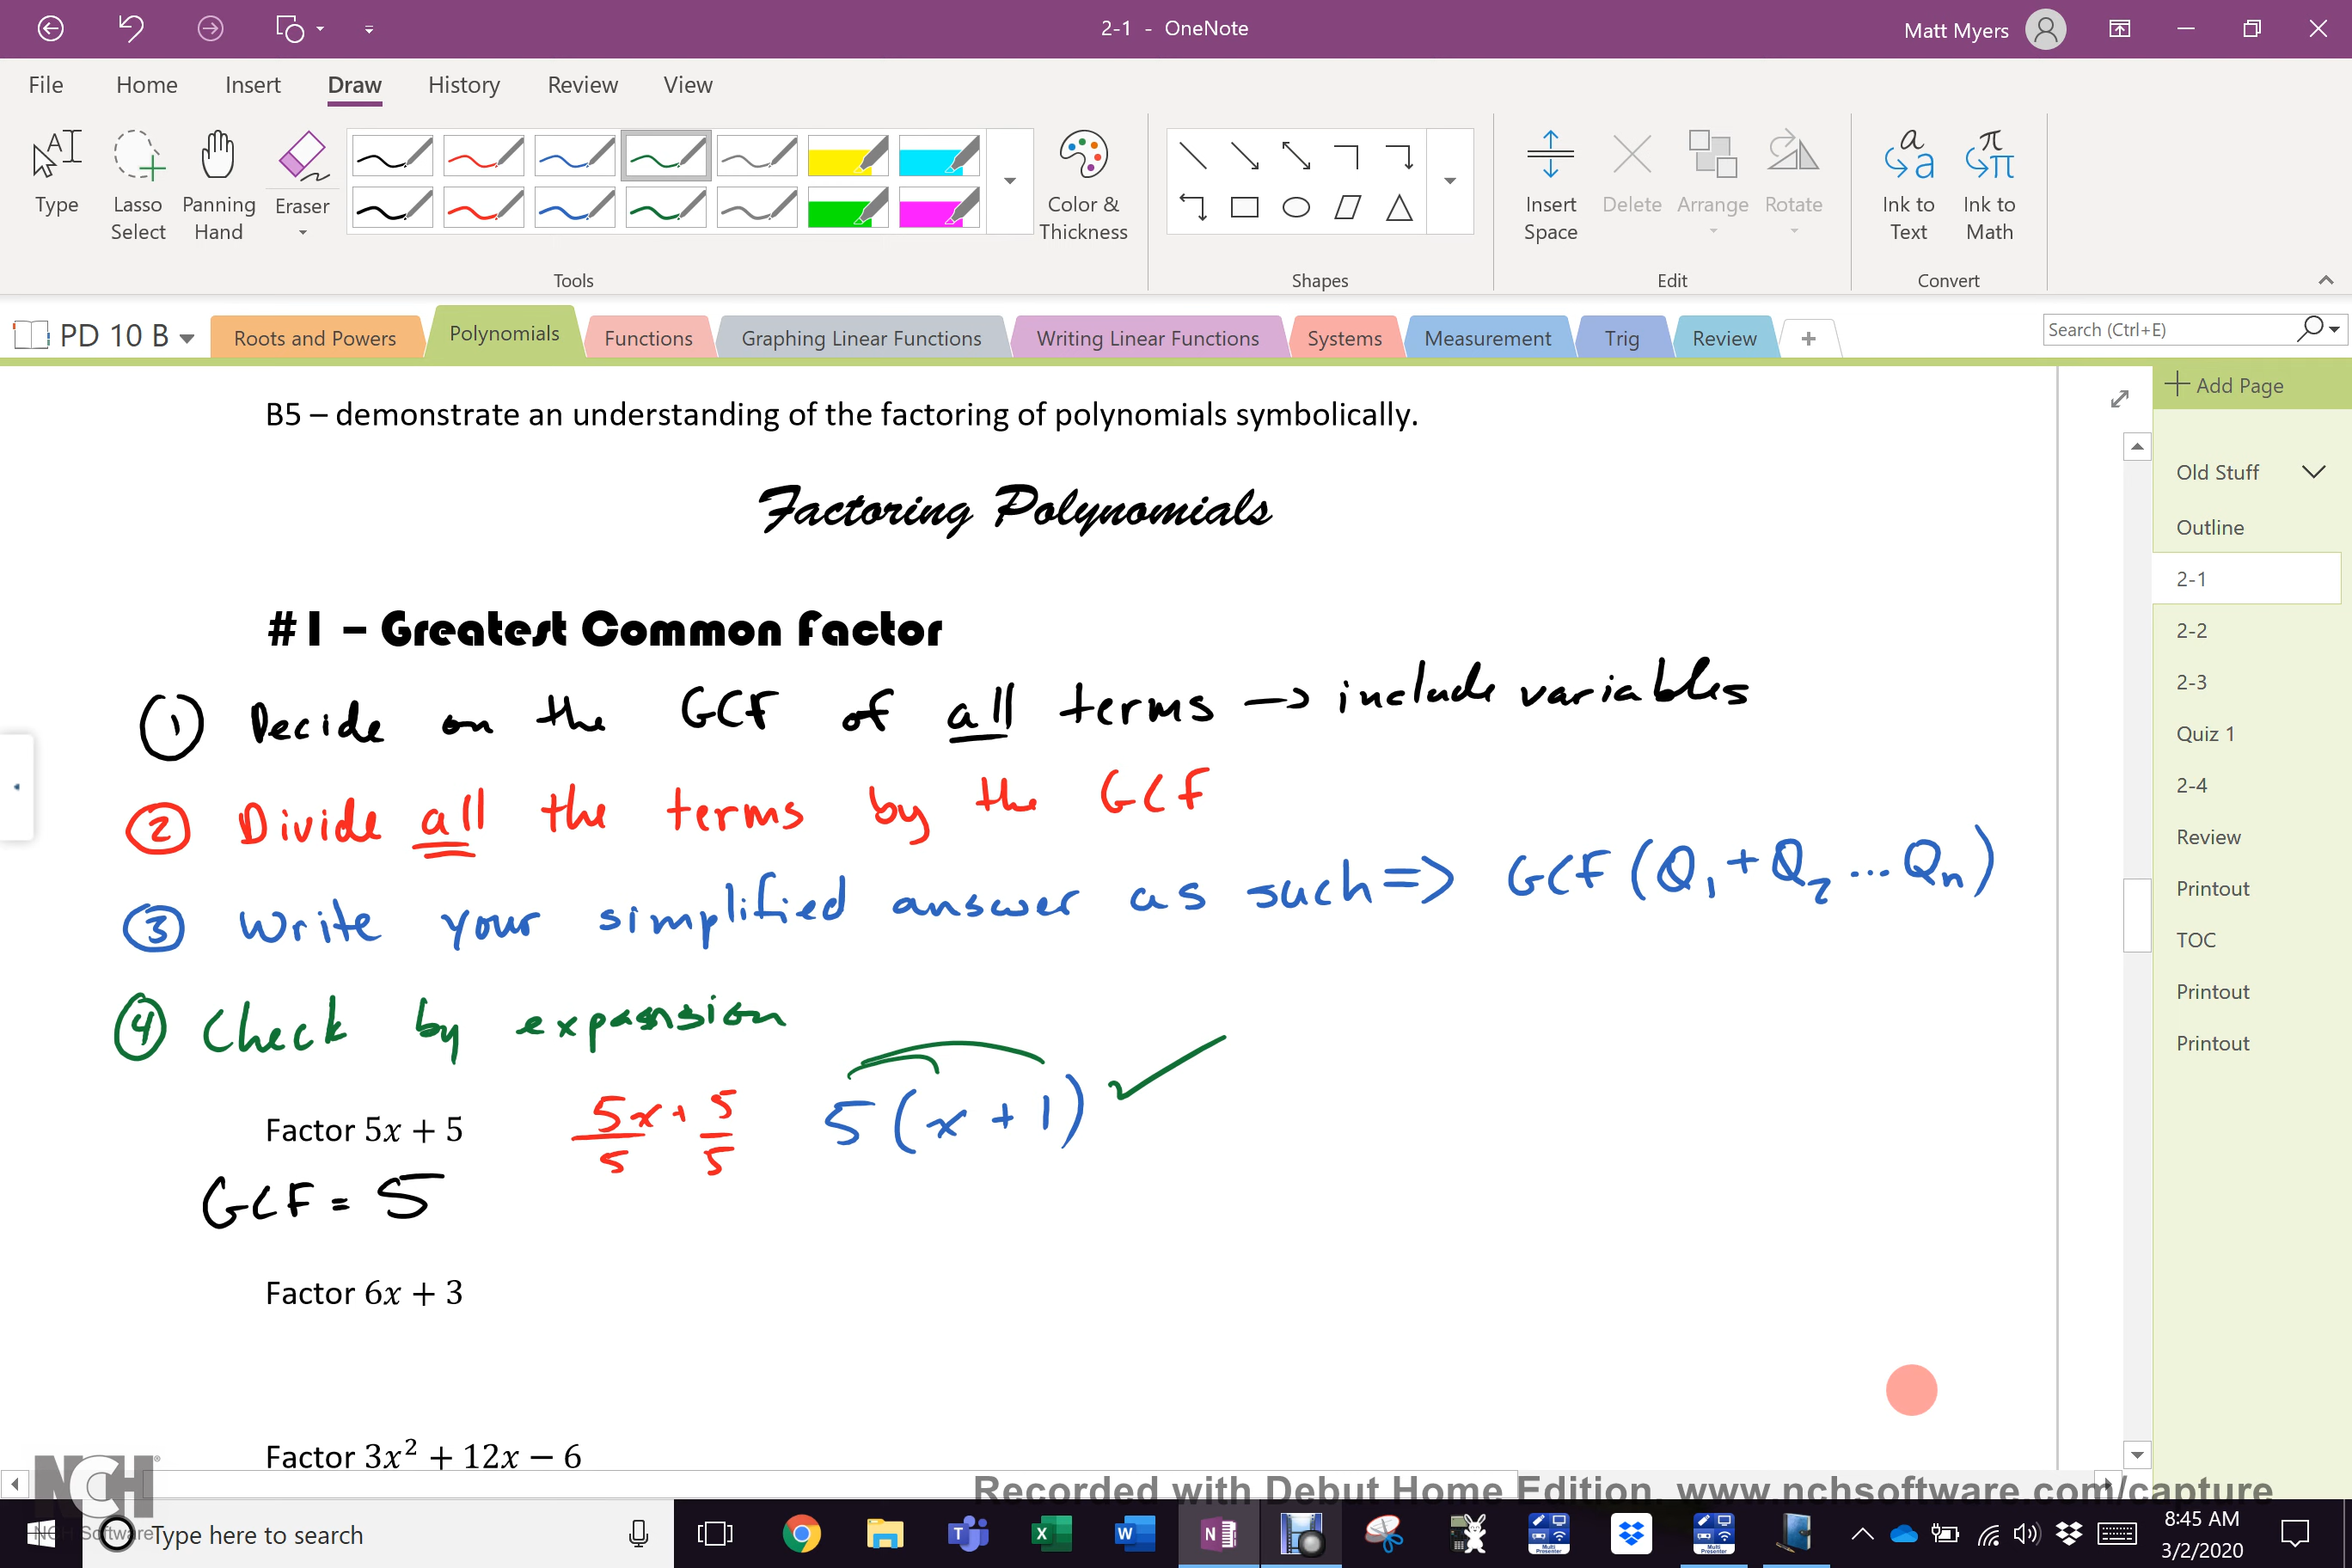 2-1 - OneNote
Matt Myers
File Home Insert Draw History Review View
Type
Lasso Select
Panning Hand
Eraser
Color & Thickness
Insert Space
Delete
Arrange
Rotate
Ink to Text
Ink to Math
Tools
Shapes
Edit
Convert
PD 10 B
Roots and Powers
Polynomials
Functions
Graphing Linear Functions
Writing Linear Functions
Systems
Measurement
Trig
Review
Search (Ctrl+E)
Add Page
Old Stuff
Outline
2-1
2-2
2-3
Quiz 1
2-4
Review
Printout
TOC
Printout
Printout
B5 – demonstrate an understanding of the factoring of polynomials symbolically.
Factoring Polynomials
#1 – Greatest Common Factor
① Decide on the GCF of all terms → include variables
② Divide all the terms by the GCF
③ Write your simplified answer as such => GCF (Q₁ + Q₂ ... Qₙ)
④ Check by expansion
Factor 5x + 5
5x/5 + 5/5
5(x + 1) ✓
GCF = 5
Factor 6x + 3
Factor 3x² + 12x − 6
NCH
NCH Software
Recorded with Debut Home Edition. www.nchsoftware.com/capture
Type here to search
8:45 AM
3/2/2020